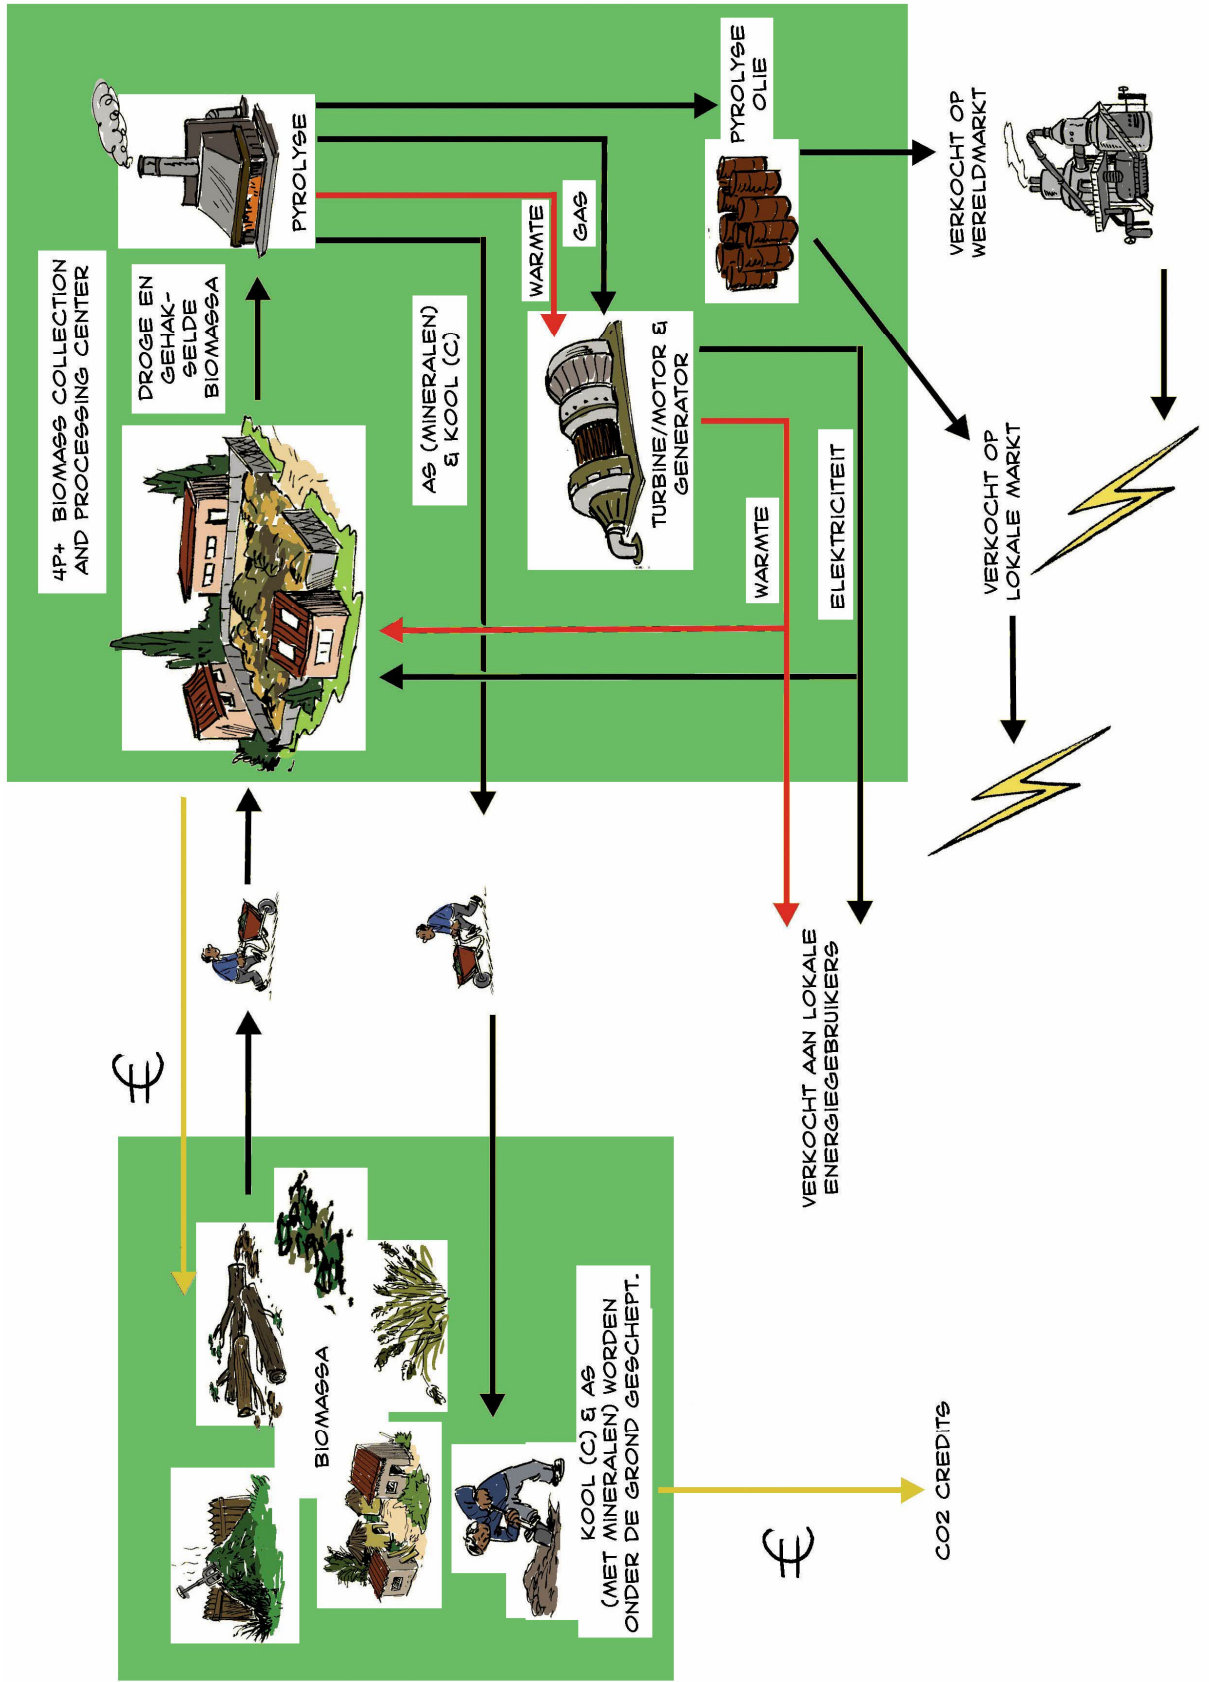 4P+ BIOMASS COLLECTION
AND PROCESSING CENTER
€
DROGE EN
GEHAK-
SELDE
BIOMASSA
PYROLYSE
BIOMASSA
AS (MINERALEN)
& KOOL (C)
WARMTE
GAS
KOOL (C) & AS
(MET MINERALEN) WORDEN
ONDER DE GROND GESCHEPT.
TURBINE/MOTOR &
GENERATOR
PYROLYSE
OLIE
WARMTE
ELEKTRICITEIT
€
VERKOCHT AAN LOKALE
ENERGIEGEBRUIKERS
CO2 CREDITS
VERKOCHT OP
WERELDMARKT
VERKOCHT OP
LOKALE MARKT